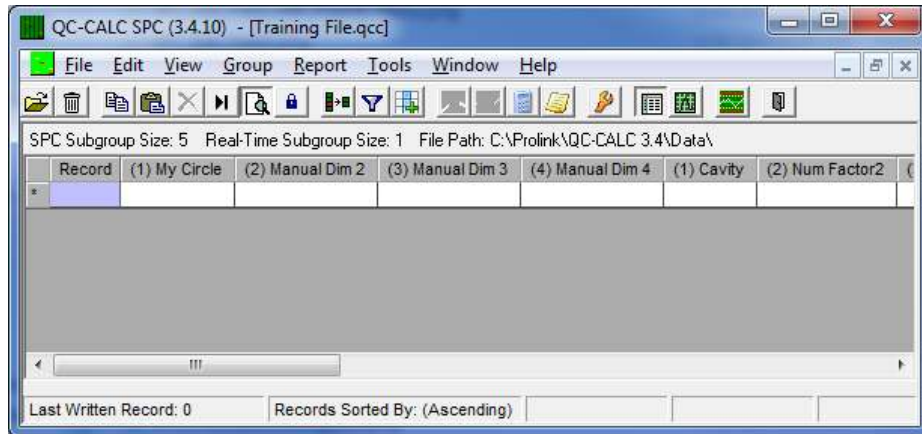 QC-CALC SPC (3.4.10) - [Training File.qcc]
File Edit View Group Report Tools Window Help
SPC Subgroup Size: 5 Real-Time Subgroup Size: 1 File Path: C:\Prolink\QC-CALC 3.4\Data\
Record (1) My Circle (2) Manual Dim 2 (3) Manual Dim 3 (4) Manual Dim 4 (1) Cavity (2) Num Factor2 (
*
Last Written Record: 0 Records Sorted By: (Ascending)